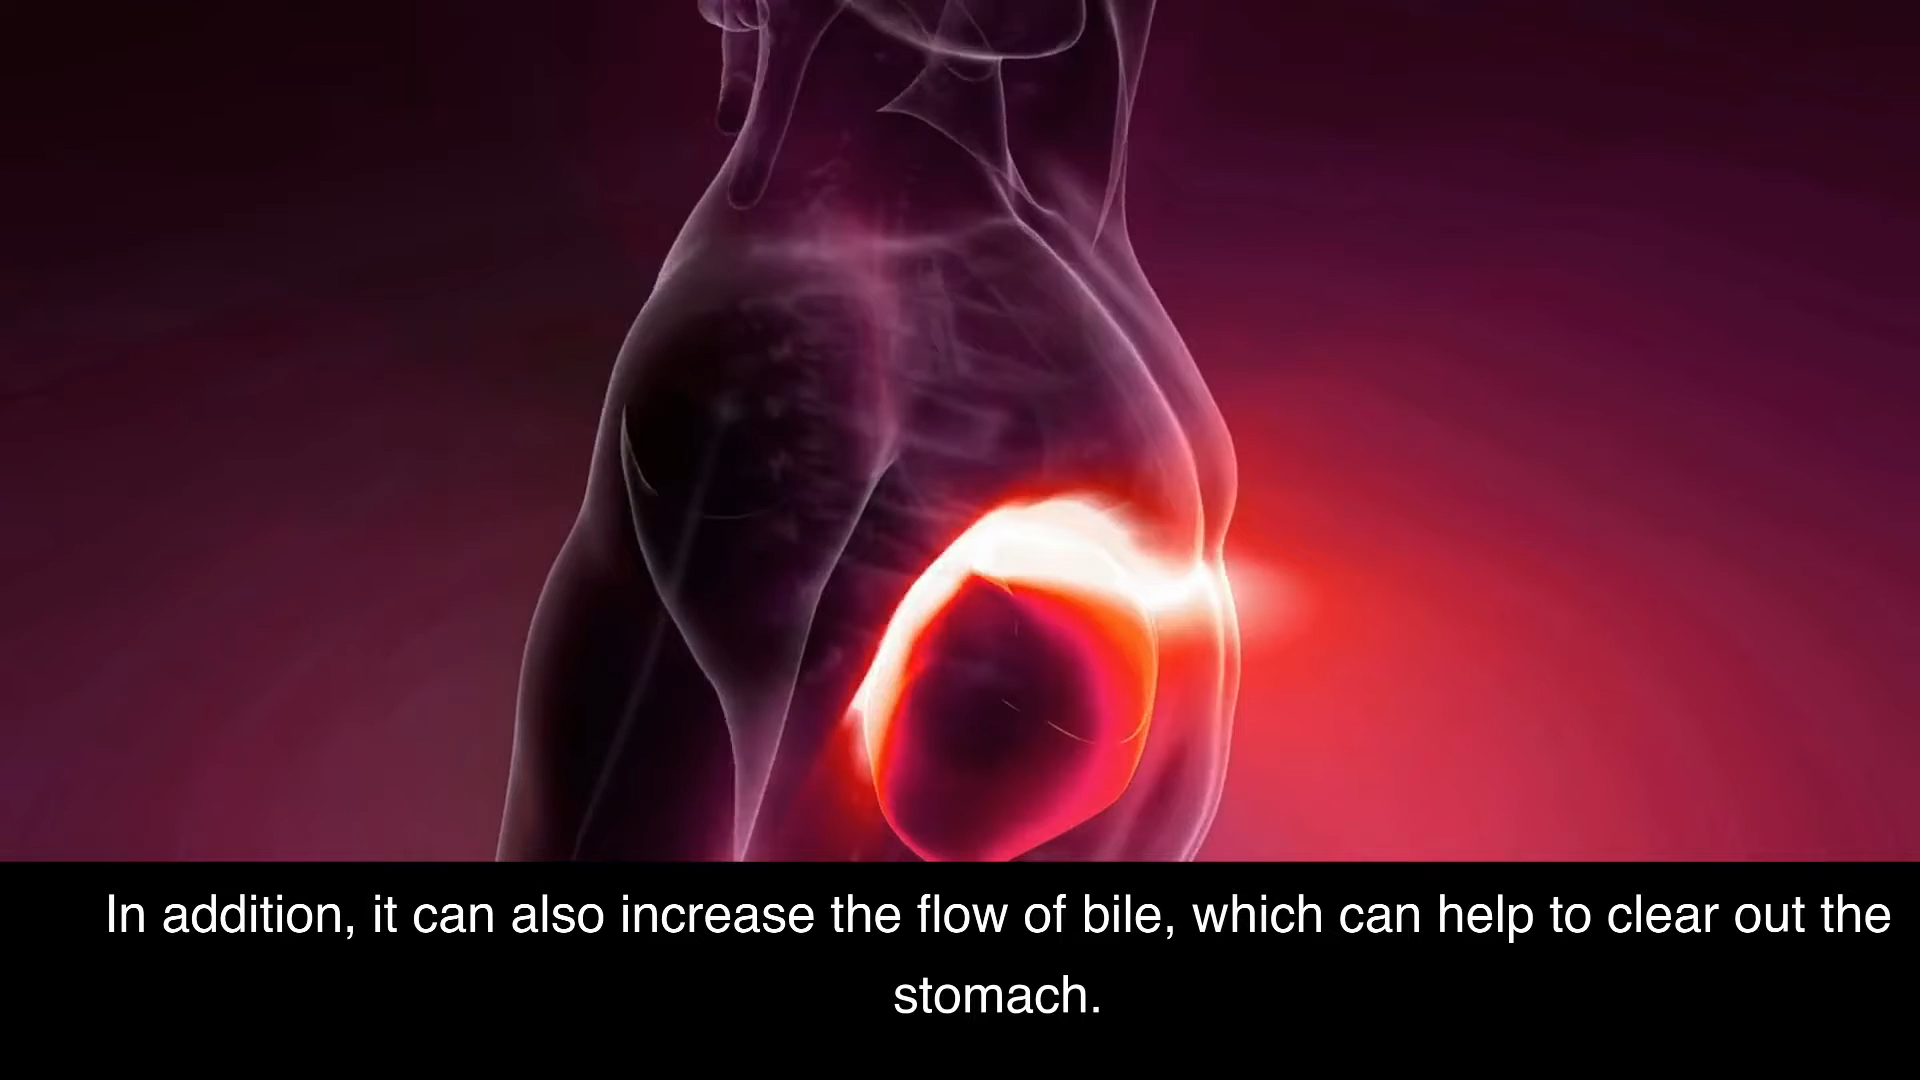 In addition, it can also increase the flow of bile, which can help to clear out the
stomach.